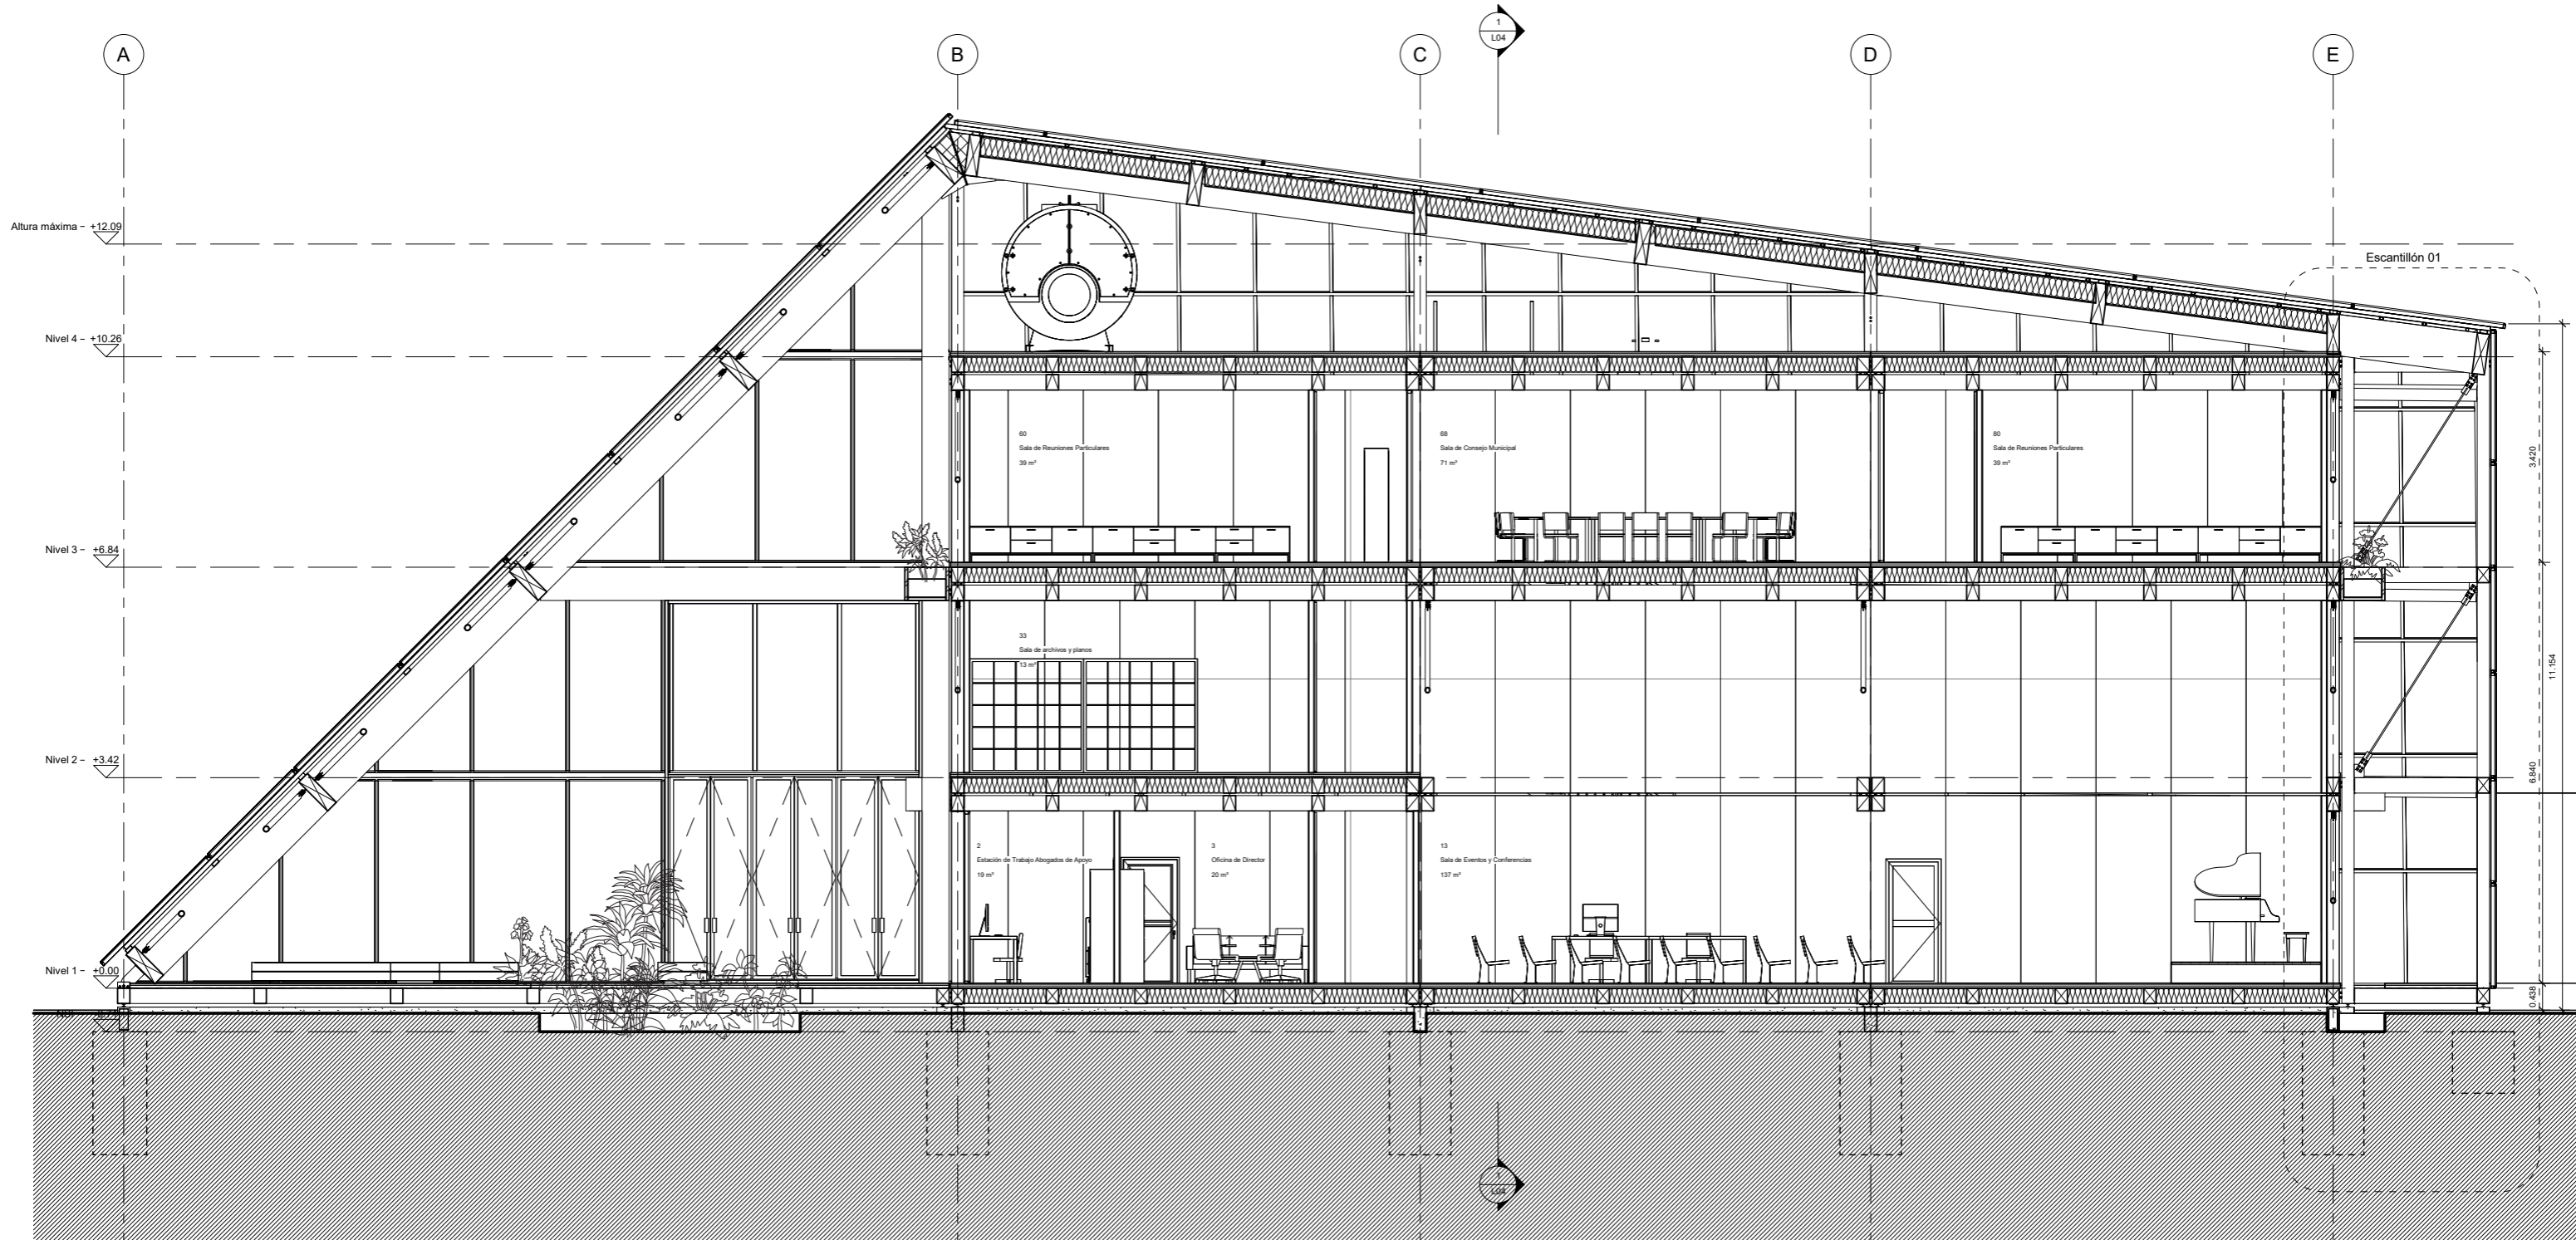 A
B
C
1
L04
D
E
Altura máxima - +12.09
Escantillón 01
Nivel 4 - +10.26
60
Sala de Reuniones Particulares
39 m²
68
Sala de Consejo Municipal
71 m²
80
Sala de Reuniones Particulares
39 m²
3.420
Nivel 3 - +6.84
33
Sala de archivos y planos
13 m²
11.154
Nivel 2 - +3.42
6.840
2
Estación de Trabajo Abogados de Apoyo
19 m²
3
Oficina de Director
20 m²
13
Sala de Eventos y Conferencias
137 m²
Nivel 1 - +0.00
0.438
1
L04